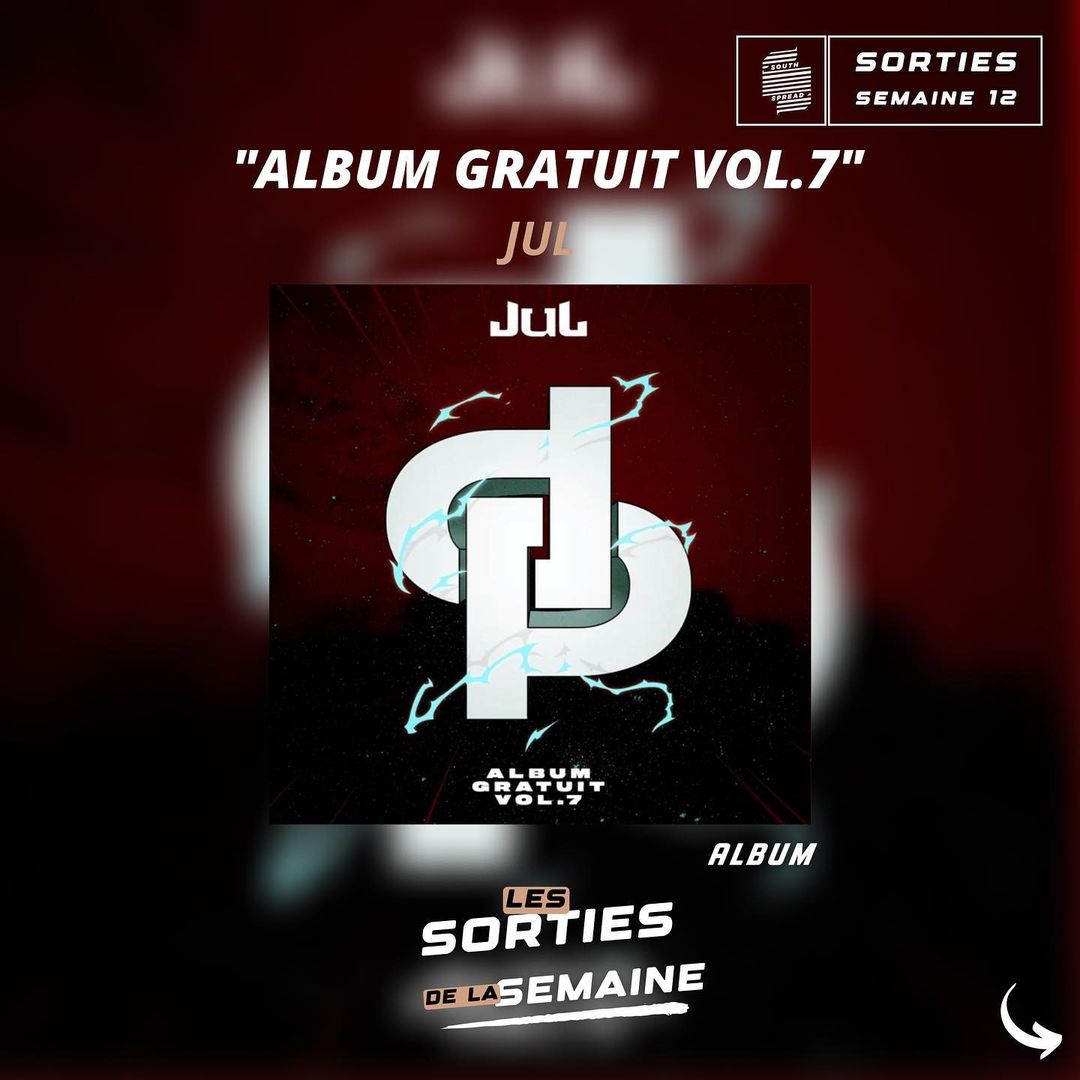 SOUTH
SPREAD
SORTIES
SEMAINE 12
"ALBUM GRATUIT VOL.7"
JUL
JuL
ALBUM
GRATUIT
VOL.7
ALBUM
LES
SORTIES
DE LA SEMAINE